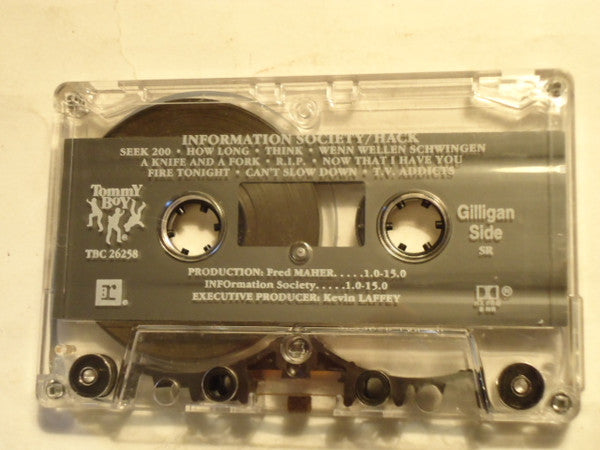 INFORMATION SOCIETY/HACK
SEEK 200 • HOW LONG • THINK • WENN WELLEN SCHWINGEN
A KNIFE AND A FORK • R.I.P. • NOW THAT I HAVE YOU
FIRE TONIGHT • CAN'T SLOW DOWN • T.V. ADDICTS
Tommy
Boy
TBC 26258
Gilligan
Side
SR
PRODUCTION: Fred MAHER.....1.0-15.0
INFOrmation Society.....1.0-15.0
EXECUTIVE PRODUCER: Kevin LAFFEY
r